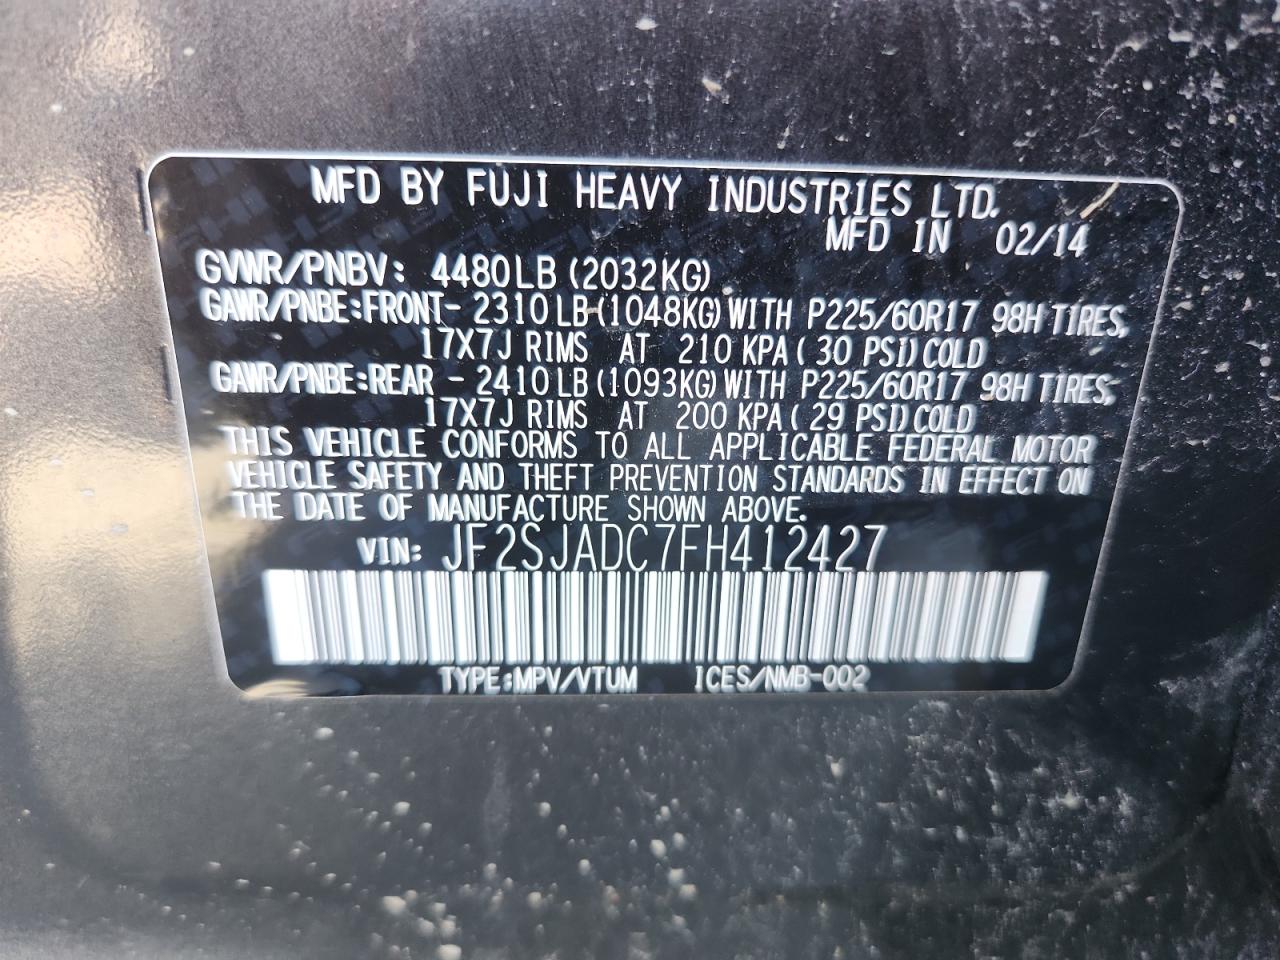 MFD BY FUJI HEAVY INDUSTRIES LTD.
MFD IN 02/14
GVWR/PNBV: 4480LB (2032KG)
GAWR/PNBE:FRONT- 2310 LB (1048KG) WITH P225/60R17 98H TIRES,
17X7J RIMS AT 210 KPA ( 30 PSI) COLD
GAWR/PNBE:REAR - 2410 LB (1093KG) WITH P225/60R17 98H TIRES,
17X7J RIMS AT 200 KPA ( 29 PSI) COLD
THIS VEHICLE CONFORMS TO ALL APPLICABLE FEDERAL MOTOR
VEHICLE SAFETY AND THEFT PREVENTION STANDARDS IN EFFECT ON
THE DATE OF MANUFACTURE SHOWN ABOVE.
VIN: JF2SJADC7FH412427
TYPE:MPV/VTUM ICES/NMB-002